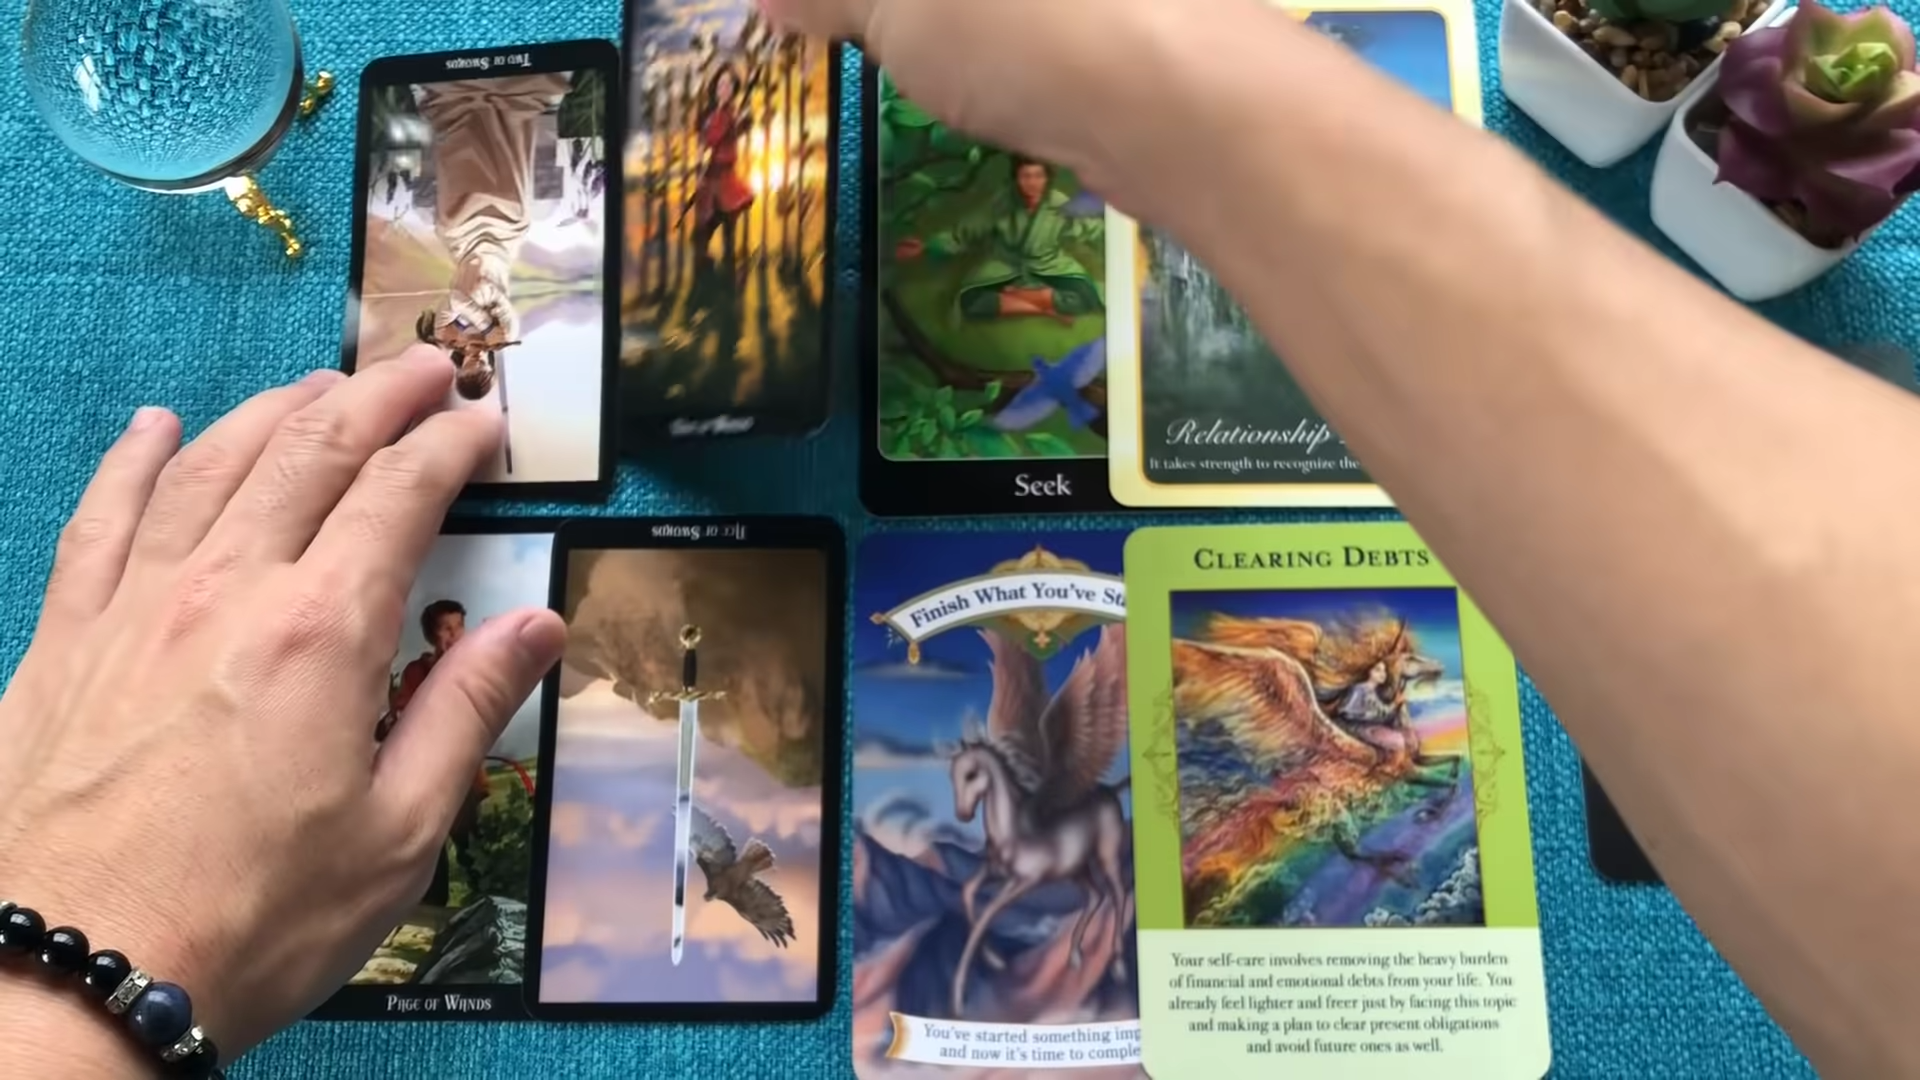 Two of Swords
Seek
Relationship
It takes strength to recognize the
Ace of Swords
Page of Wands
Finish What You've
You've started something
and now it's time to
Clearing Debts
Your self-care involves removing the heavy burden
of financial and emotional debts from your life. You
already feel lighter and freer just by facing this topic
and making a plan to clear present obligations
and avoid future ones as well.